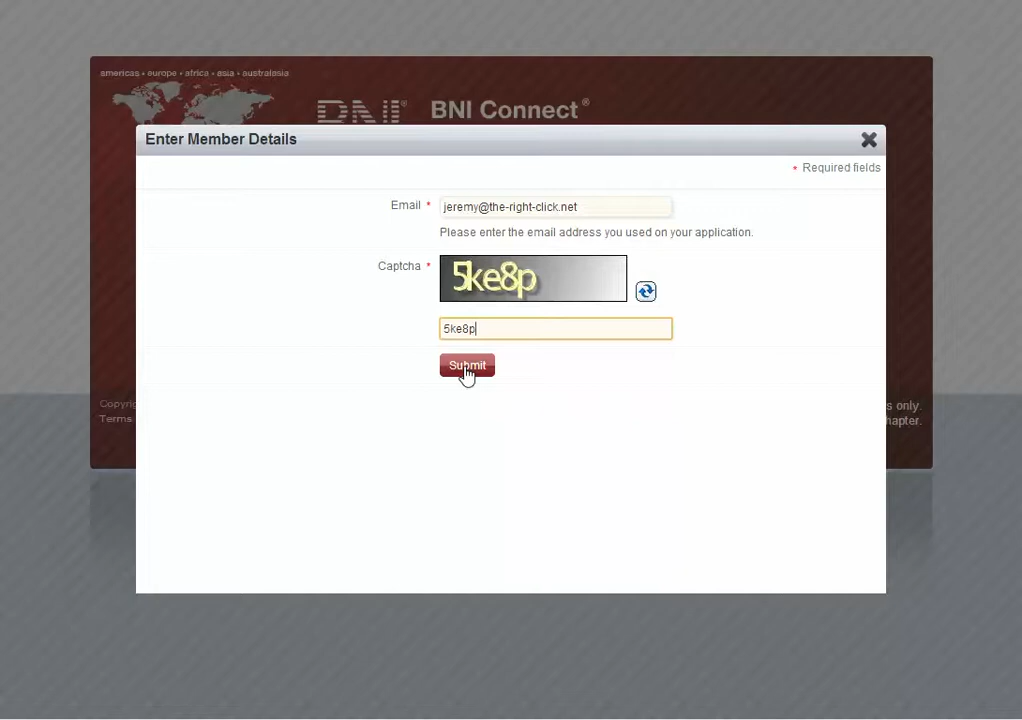 americas • europe • africa • asia • australasia
BNI® BNI Connect®
Enter Member Details
* Required fields
Email * jeremy@the-right-click.net
Please enter the email address you used on your application.
Captcha * 5ke8p
5ke8p
Submit
Copyri
s only.
Terms
hapter.